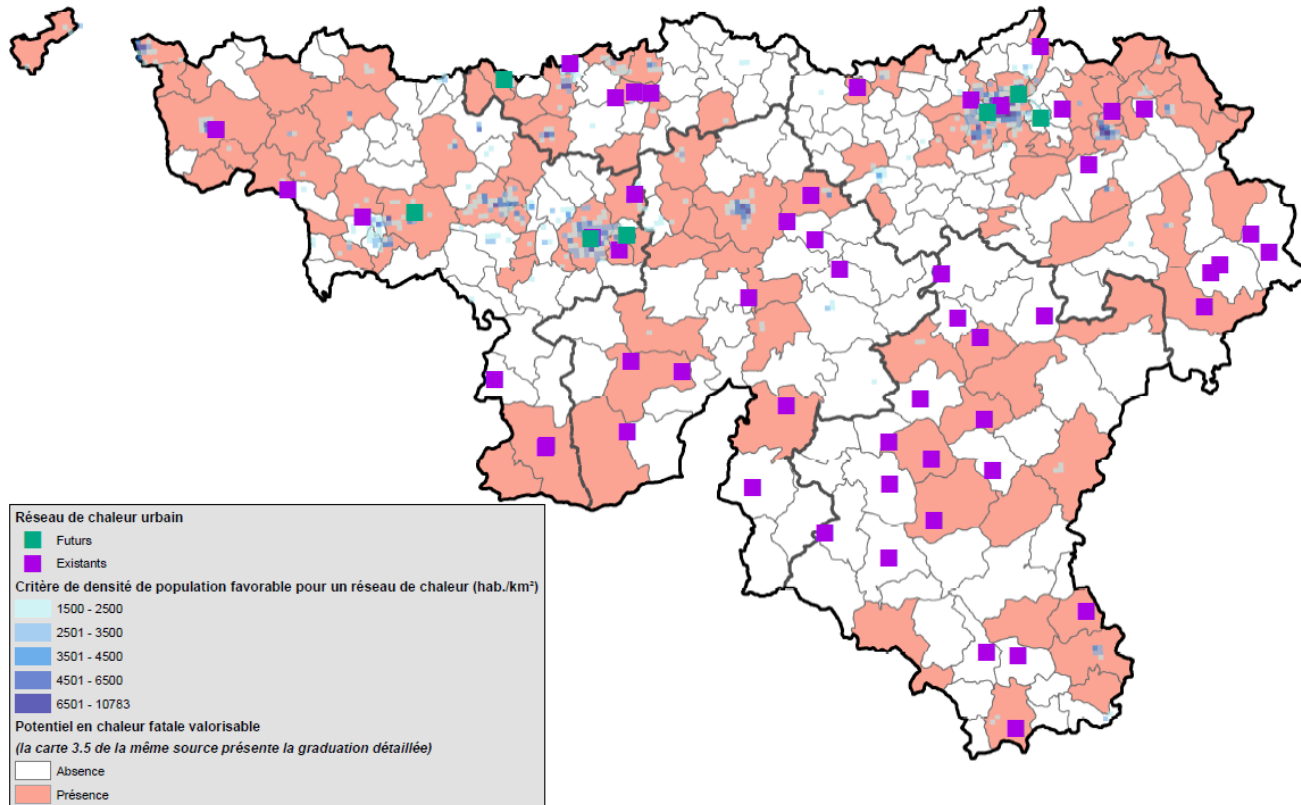 Réseau de chaleur urbain
Futurs
Existants
Critère de densité de population favorable pour un réseau de chaleur (hab./km²)
1500 - 2500
2501 - 3500
3501 - 4500
4501 - 6500
6501 - 10783
Potentiel en chaleur fatale valorisable
(la carte 3.5 de la même source présente la graduation détaillée)
Absence
Présence